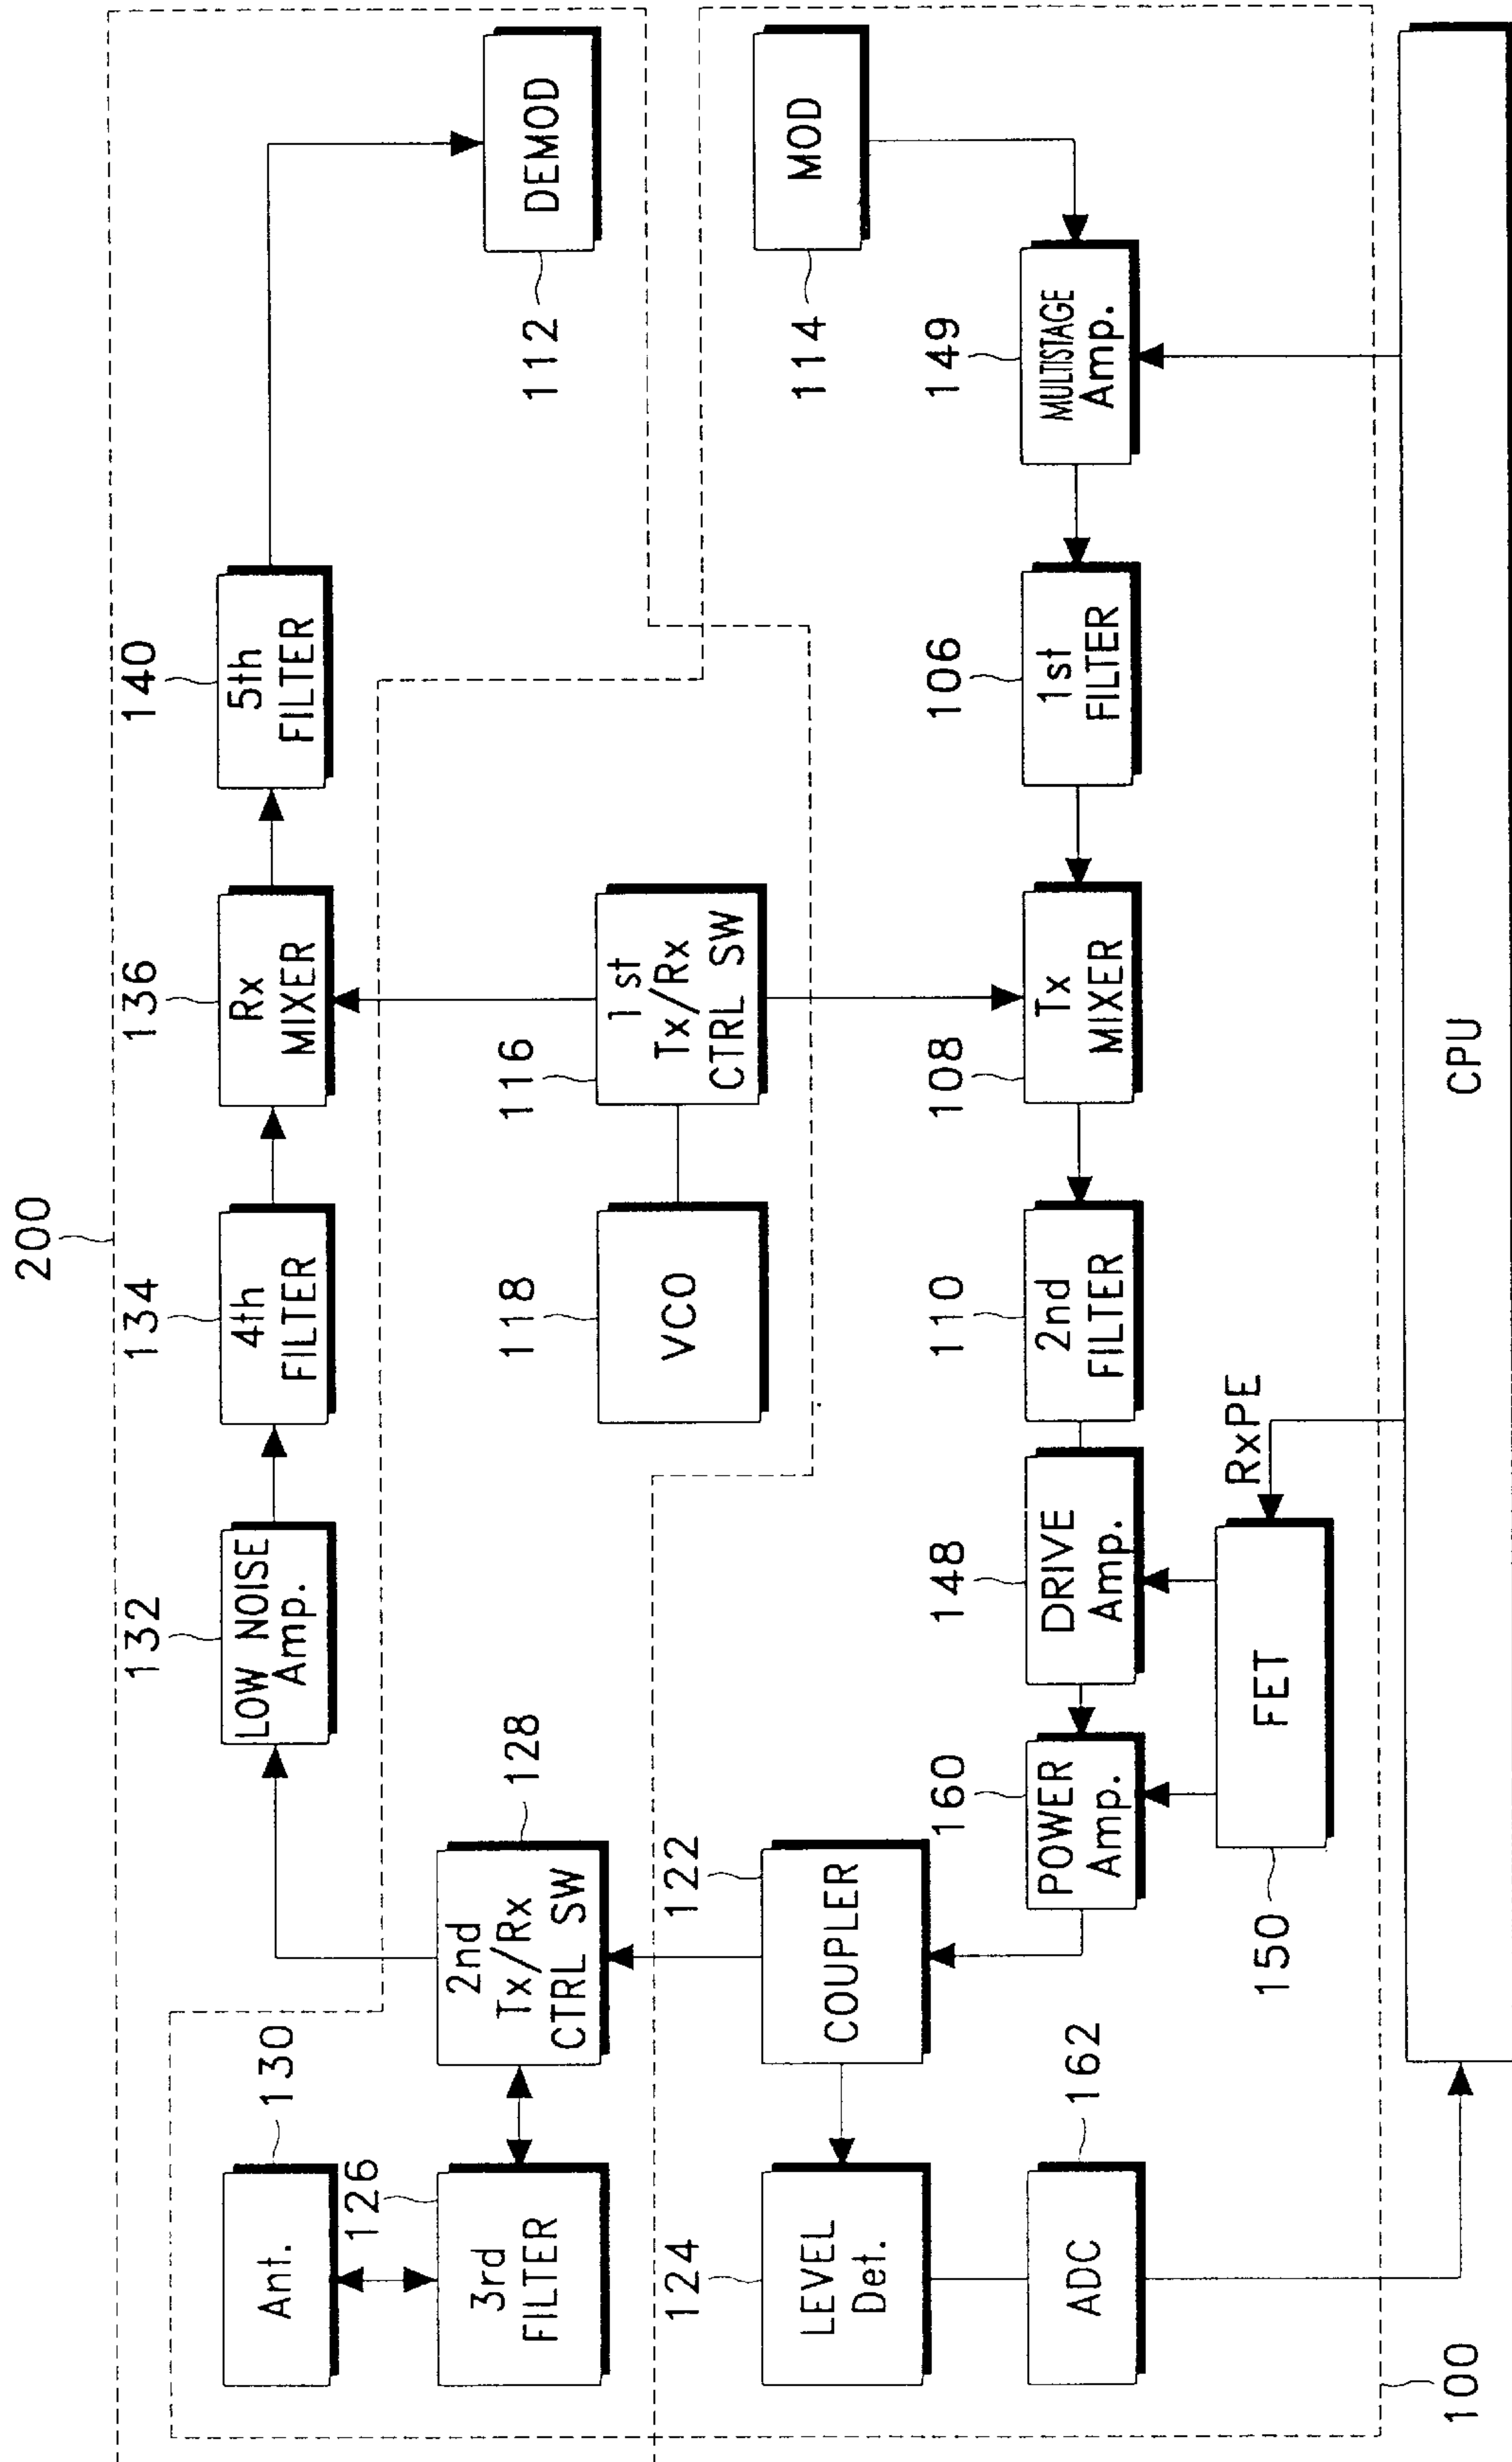 200
132
134
136
140
LOW NOISE
Amp.
4th
FILTER
Rx
MIXER
5th
FILTER
130
Ant.
126
3rd
FILTER
128
2nd
Tx/Rx
CTRL SW
118
VCO
116
1 st
Tx/Rx
CTRL SW
112
DEMOD
124
LEVEL
Det.
122
COUPLER
114
MOD
162
ADC
160
POWER
Amp.
148
DRIVE
Amp.
110
2nd
FILTER
108
Tx
MIXER
106
1st
FILTER
149
MULTISTAGE
Amp.
150
FET
RxPE
100
CPU